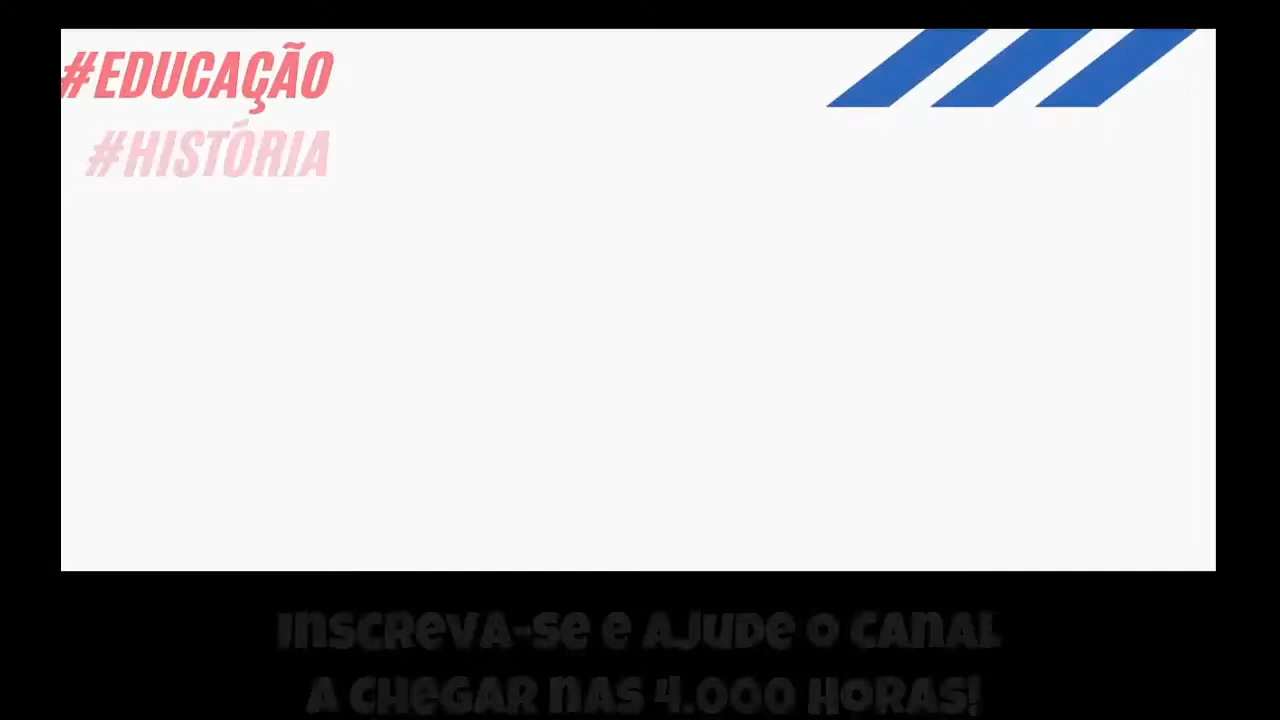 #EDUCAÇÃO
#HISTÓRIA
INSCREVA-SE E AJUDE O CANAL
A CHEGAR NAS 4.000 HORAS!